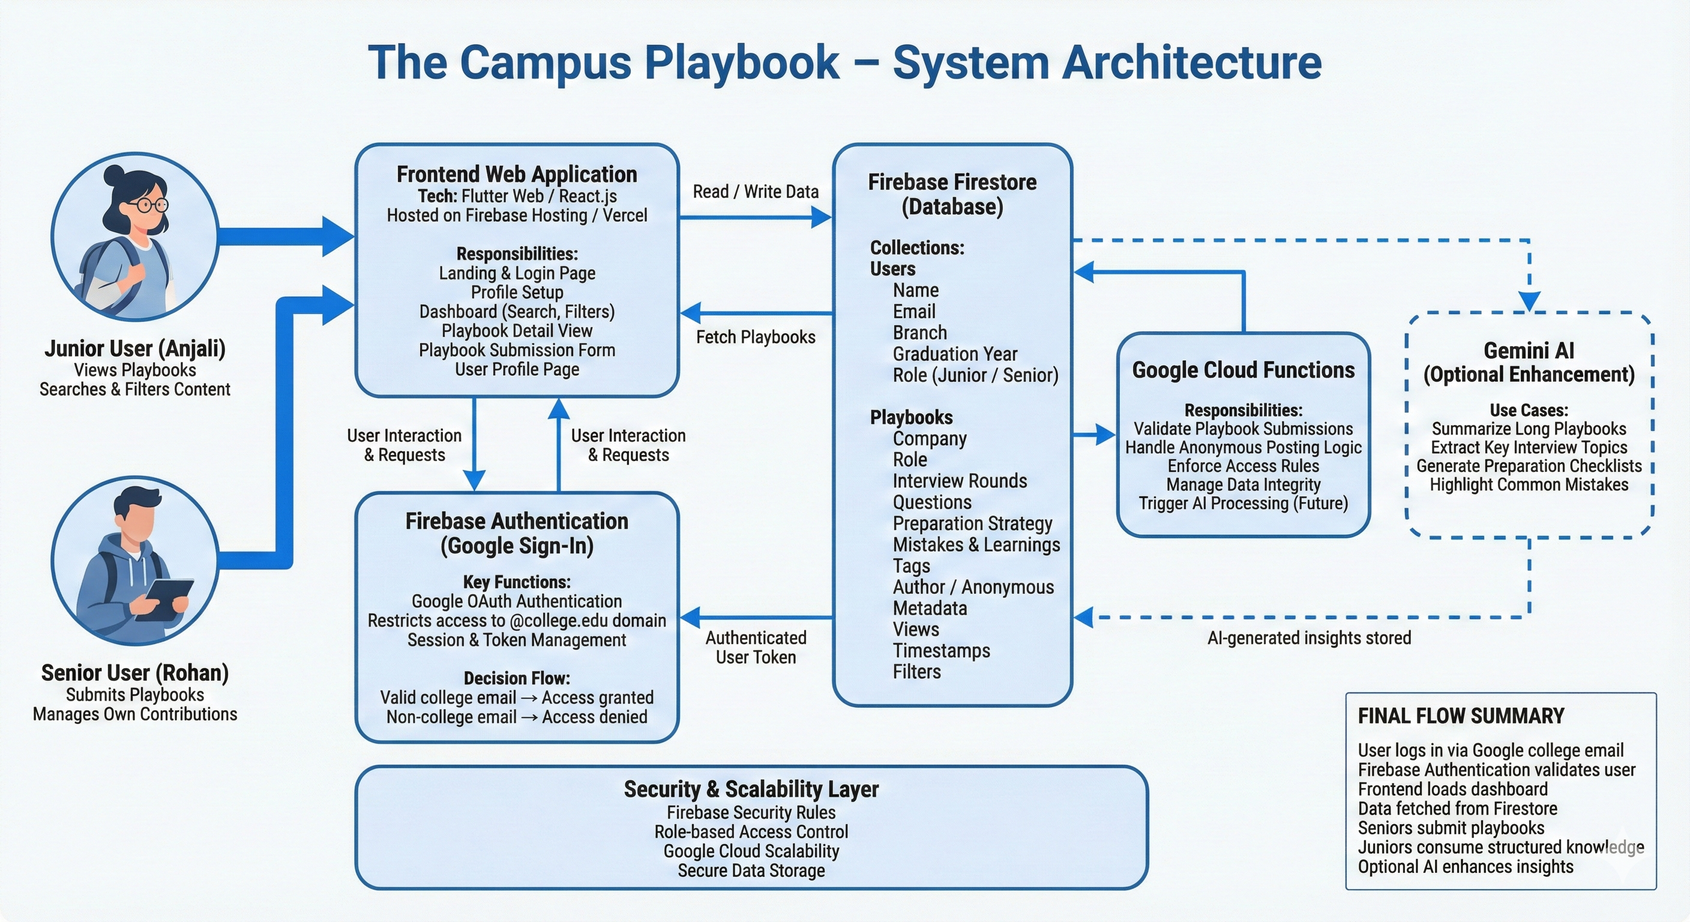 The Campus Playbook – System Architecture
Junior User (Anjali)
Views Playbooks
Searches & Filters Content
Senior User (Rohan)
Submits Playbooks
Manages Own Contributions
Frontend Web Application
Tech: Flutter Web / React.js
Hosted on Firebase Hosting / Vercel
Responsibilities:
Landing & Login Page
Profile Setup
Dashboard (Search, Filters)
Playbook Detail View
Playbook Submission Form
User Profile Page
User Interaction
& Requests
User Interaction
& Requests
Firebase Authentication
(Google Sign-In)
Key Functions:
Google OAuth Authentication
Restricts access to @college.edu domain
Session & Token Management
Decision Flow:
Valid college email → Access granted
Non-college email → Access denied
Read / Write Data
Fetch Playbooks
Authenticated
User Token
Firebase Firestore
(Database)
Collections:
Users
Name
Email
Branch
Graduation Year
Role (Junior / Senior)
Playbooks
Company
Role
Interview Rounds
Questions
Preparation Strategy
Mistakes & Learnings
Tags
Author / Anonymous
Metadata
Views
Timestamps
Filters
Google Cloud Functions
Responsibilities:
Validate Playbook Submissions
Handle Anonymous Posting Logic
Enforce Access Rules
Manage Data Integrity
Trigger AI Processing (Future)
Gemini AI
(Optional Enhancement)
Use Cases:
Summarize Long Playbooks
Extract Key Interview Topics
Generate Preparation Checklists
Highlight Common Mistakes
AI-generated insights stored
Security & Scalability Layer
Firebase Security Rules
Role-based Access Control
Google Cloud Scalability
Secure Data Storage
FINAL FLOW SUMMARY
User logs in via Google college email
Firebase Authentication validates user
Frontend loads dashboard
Data fetched from Firestore
Seniors submit playbooks
Juniors consume structured knowledge
Optional AI enhances insights